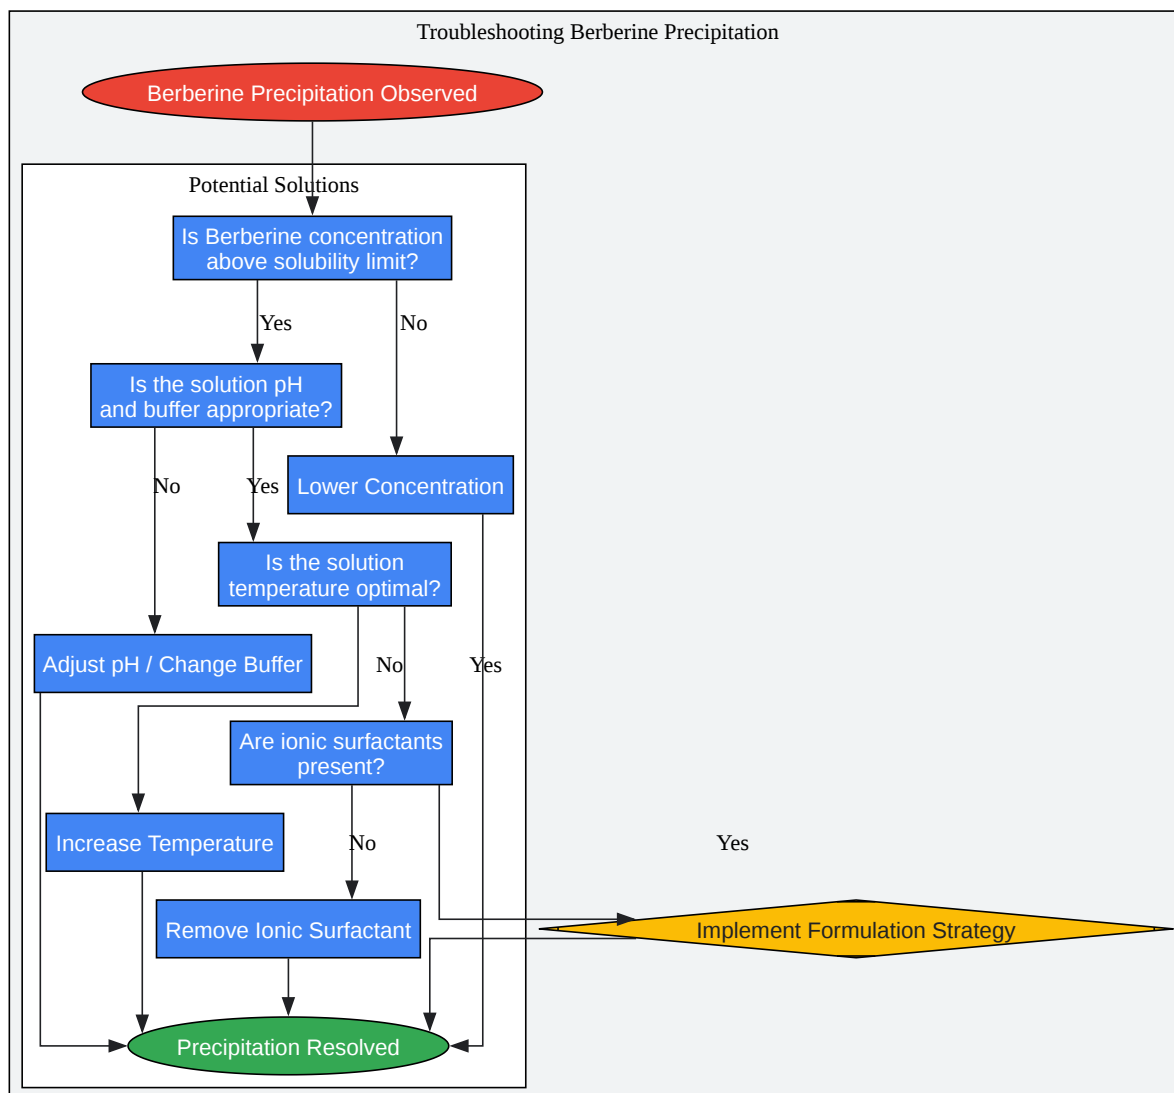 Troubleshooting Berberine Precipitation
Berberine Precipitation Observed
Potential Solutions
Is Berberine concentration
above solubility limit?
Yes
No
Is the solution pH
and buffer appropriate?
No
Yes
Lower Concentration
Is the solution
temperature optimal?
Adjust pH / Change Buffer
No
Yes
Are ionic surfactants
present?
Increase Temperature
No
Yes
Remove Ionic Surfactant
Implement Formulation Strategy
Precipitation Resolved